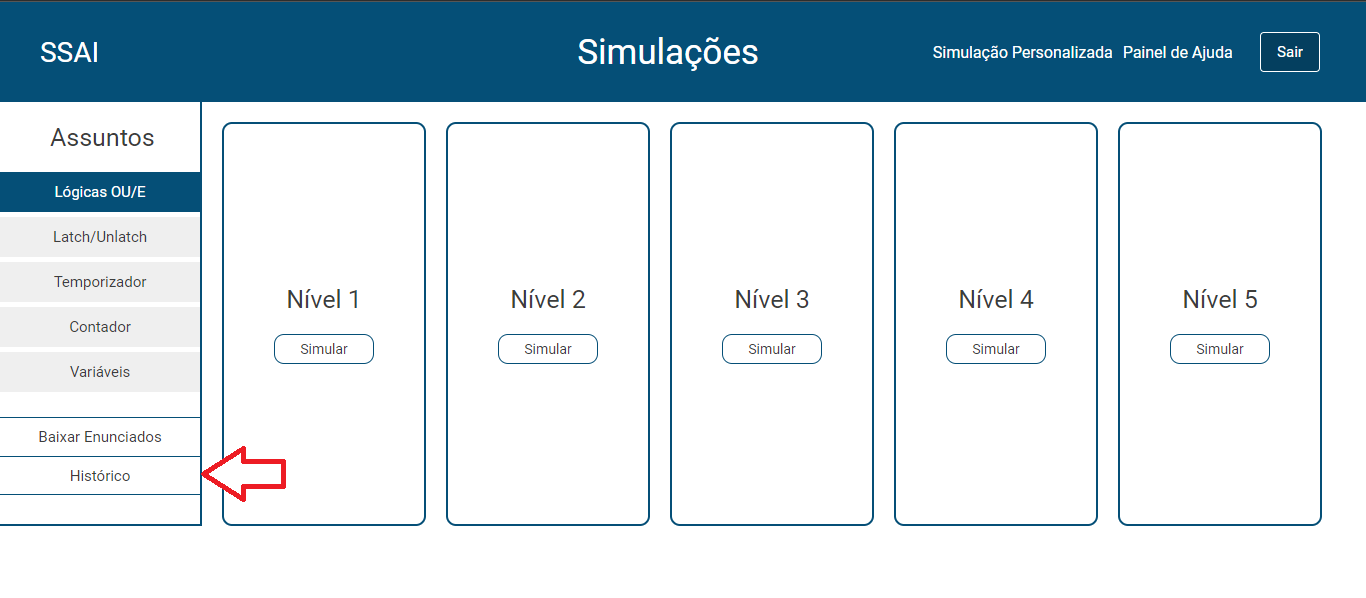 SSAI
Simulações
Simulação Personalizada
Painel de Ajuda
Sair
Assuntos
Lógicas OU/E
Latch/Unlatch
Temporizador
Contador
Variáveis
Baixar Enunciados
Histórico
Nível 1
Simular
Nível 2
Simular
Nível 3
Simular
Nível 4
Simular
Nível 5
Simular